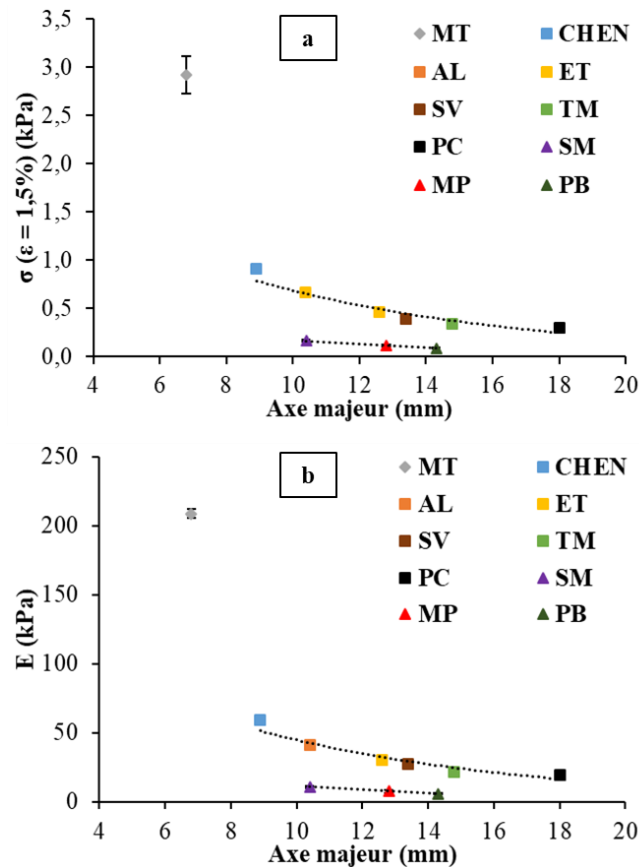 a
MT CHEN
AL ET
SV TM
PC SM
MP PB
σ (ε = 1,5%) (kPa)
3,5
3,0
2,5
2,0
1,5
1,0
0,5
0,0
4 6 8 10 12 14 16 18 20
Axe majeur (mm)
b
MT CHEN
AL ET
SV TM
PC SM
MP PB
E (kPa)
250
200
150
100
50
0
4 6 8 10 12 14 16 18 20
Axe majeur (mm)